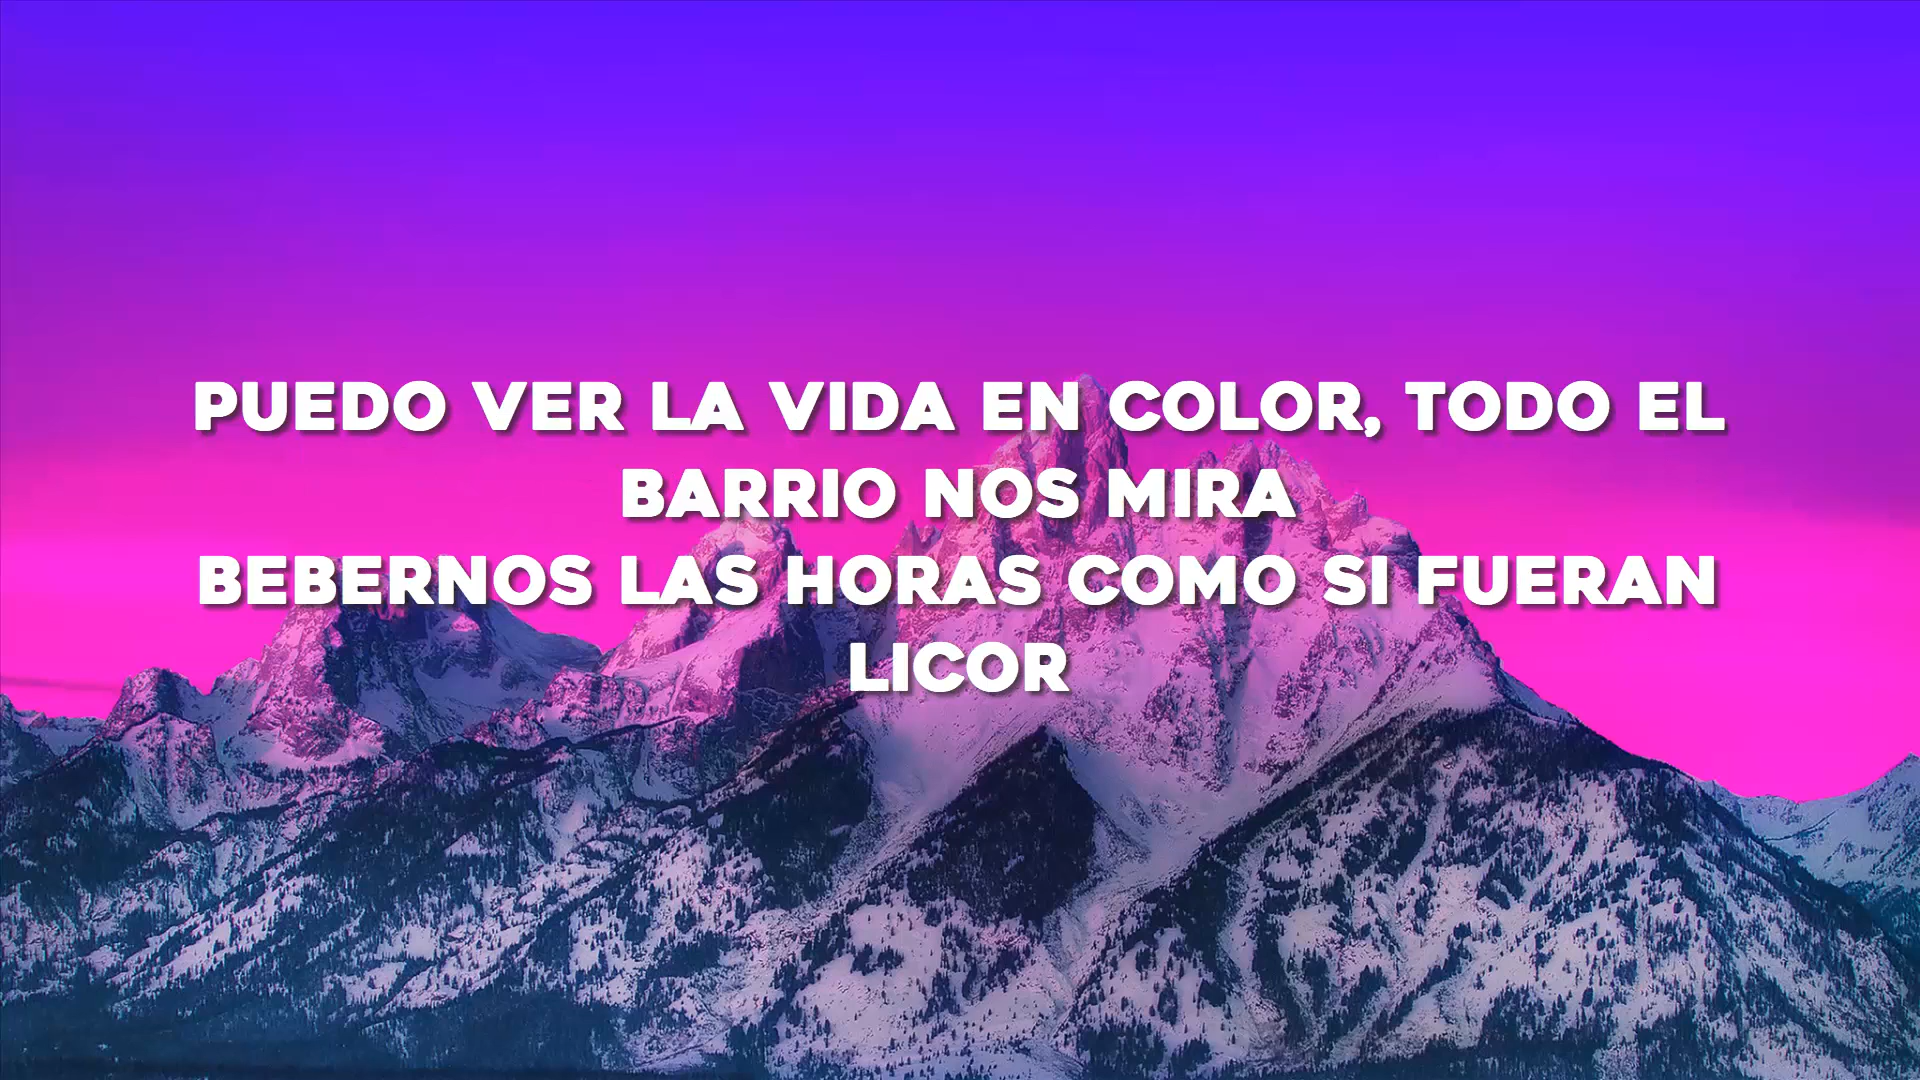 PUEDO VER LA VIDA EN COLOR, TODO EL
BARRIO NOS MIRA
BEBERNOS LAS HORAS COMO SI FUERAN
LICOR